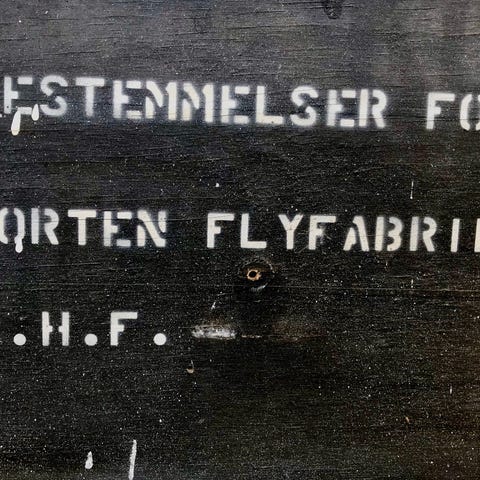 ESTEMMELSER FO
ORTEN FLYFABRI
.H.F.